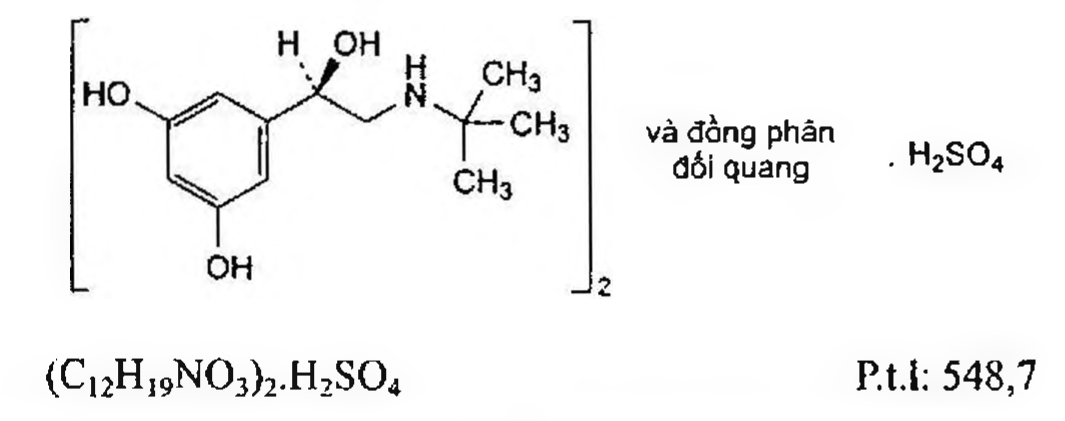 H OH
H
N
CH₃
HO
CH₃
CH₃
OH
2
và đồng phân
đối quang
. H₂SO₄
(C₁₂H₁₉NO₃)₂.H₂SO₄ P.t.l: 548,7